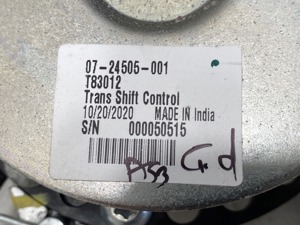 07-24505-001
T83012
Trans Shift Control
10/20/2020 MADE IN India
S/N 000050515